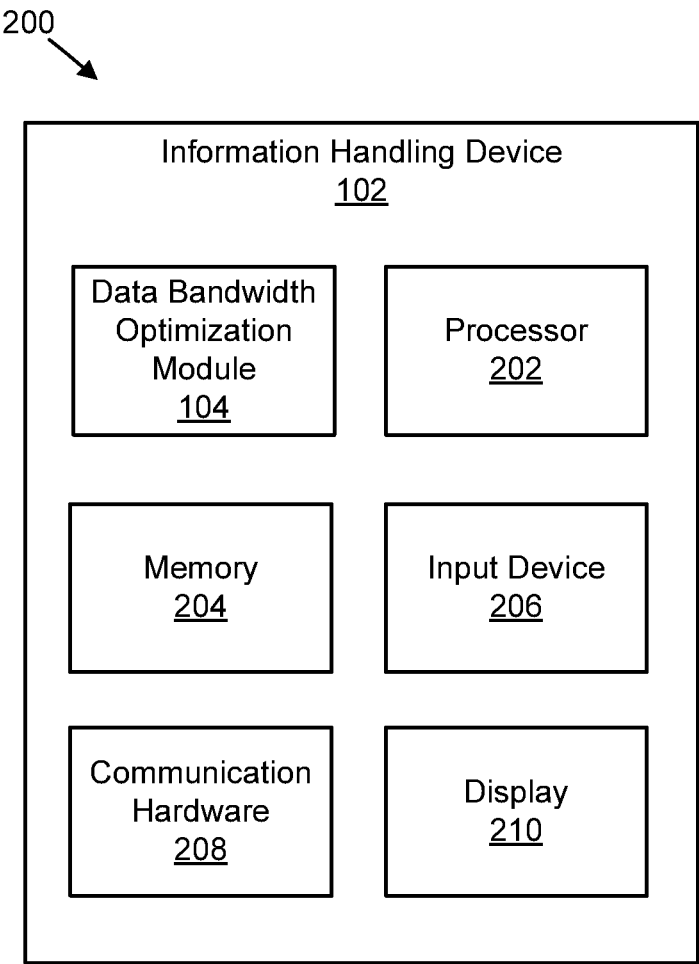 200
Information Handling Device
102
Data Bandwidth
Optimization
Module
104
Processor
202
Memory
204
Input Device
206
Communication
Hardware
208
Display
210